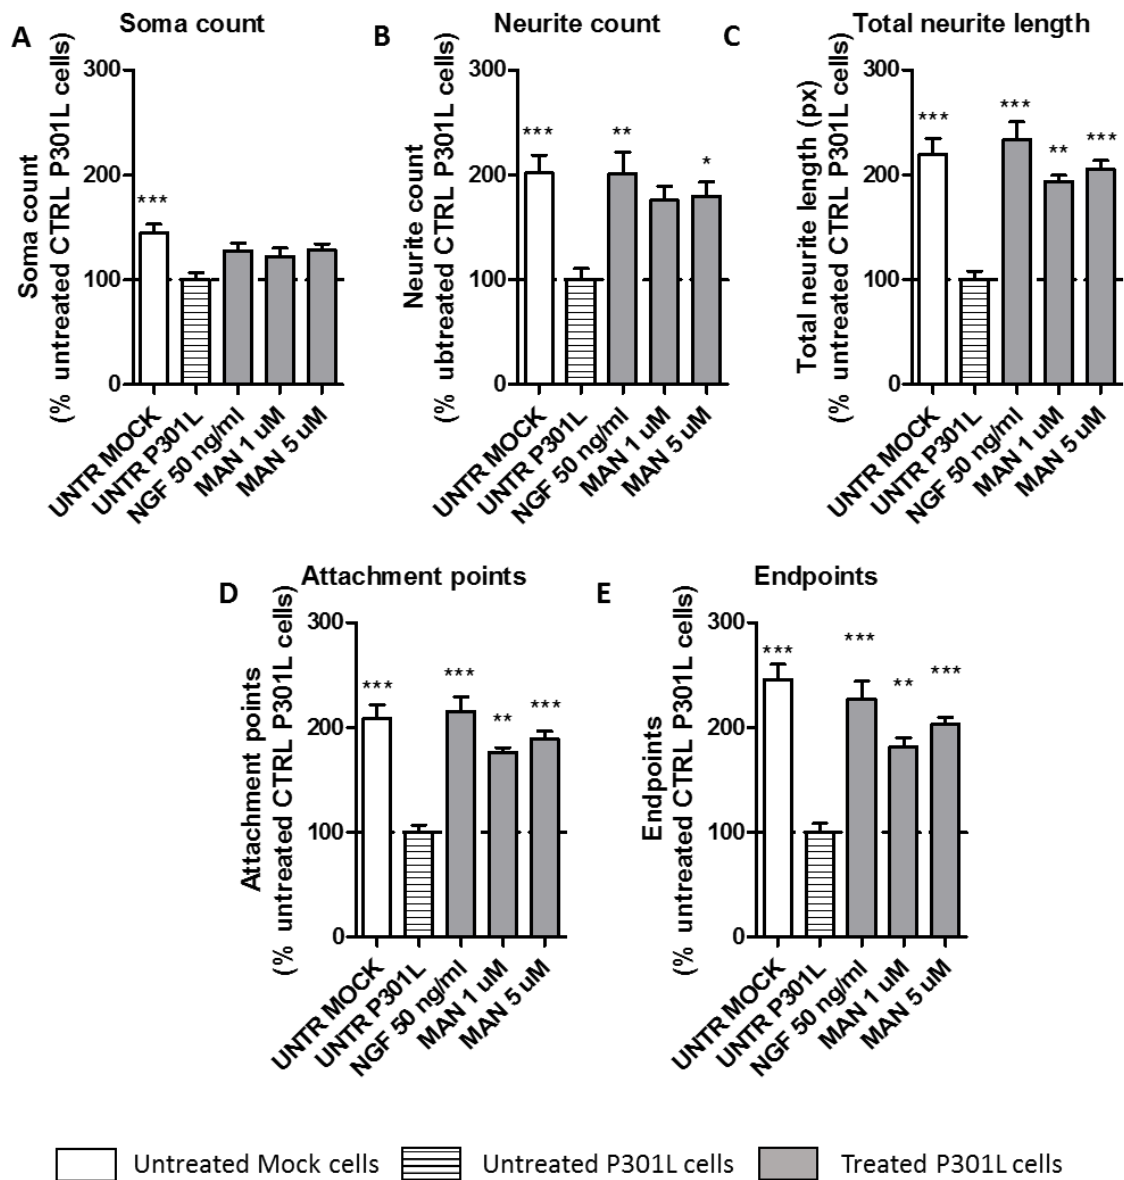 A
Soma count
Soma count
(% untreated CTRL P301L cells)
300
200
100
0
***
UNTR MOCK
UNTR P301L
NGF 50 ng/ml
MAN 1 uM
MAN 5 uM
B
Neurite count
Neurite count
(% ubtreated CTRL P301L cells)
300
200
100
0
***
**
*
UNTR MOCK
UNTR P301L
NGF 50 ng/ml
MAN 1 uM
MAN 5 uM
C
Total neurite length
Total neurite length (px)
(% untreated CTRL P301L cells)
300
200
100
0
***
***
**
***
UNTR MOCK
UNTR P301L
NGF 50 ng/ml
MAN 1 uM
MAN 5 uM
D
Attachment points
Attachment points
(% untreated CTRL P301L cells)
300
200
100
0
***
***
**
***
UNTR MOCK
UNTR P301L
NGF 50 ng/ml
MAN 1 uM
MAN 5 uM
E
Endpoints
Endpoints
(% untreated CTRL P301L cells)
300
200
100
0
***
***
**
***
UNTR MOCK
UNTR P301L
NGF 50 ng/ml
MAN 1 uM
MAN 5 uM
Untreated Mock cells
Untreated P301L cells
Treated P301L cells